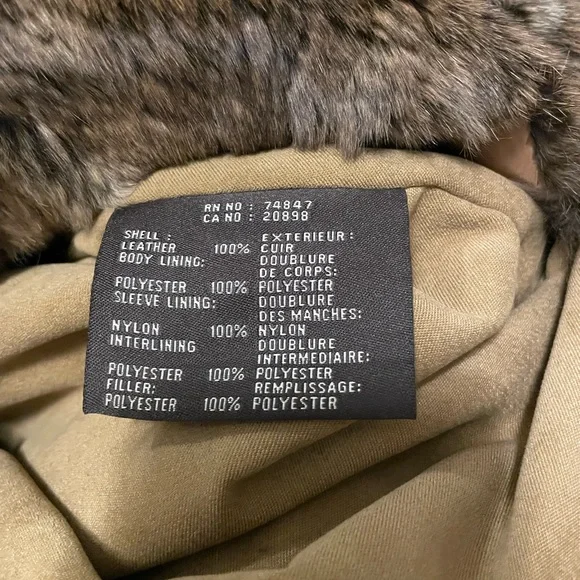 RN NO : 74847
CA NO : 20898
SHELL : EXTERIEUR :
LEATHER 100% CUIR
BODY LINING: DOUBLURE
DE CORPS:
POLYESTER 100% POLYESTER
SLEEVE LINING: DOUBLURE
DES MANCHES:
NYLON 100% NYLON
INTERLINING DOUBLURE
INTERMEDIAIRE:
POLYESTER 100% POLYESTER
FILLER: REMPLISSAGE:
POLYESTER 100% POLYESTER